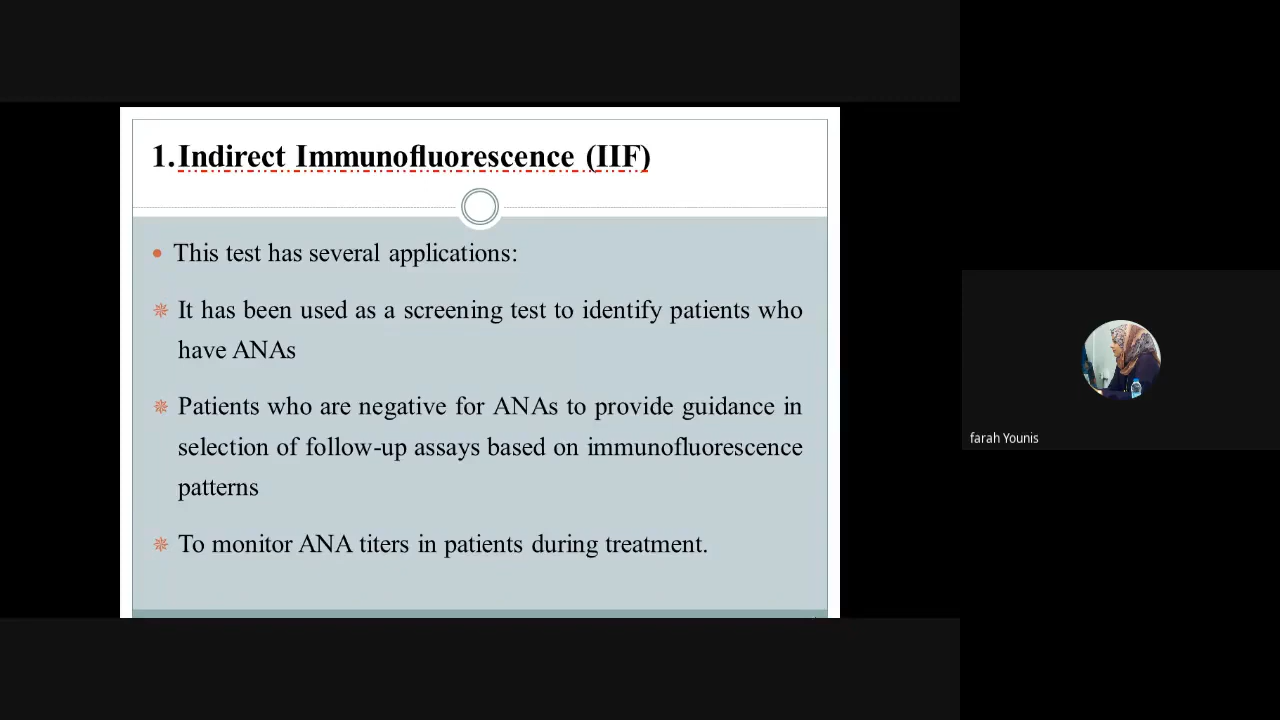 1.Indirect Immunofluorescence (IIF)
This test has several applications:
It has been used as a screening test to identify patients who
have ANAs
Patients who are negative for ANAs to provide guidance in
selection of follow-up assays based on immunofluorescence
patterns
To monitor ANA titers in patients during treatment.
farah Younis